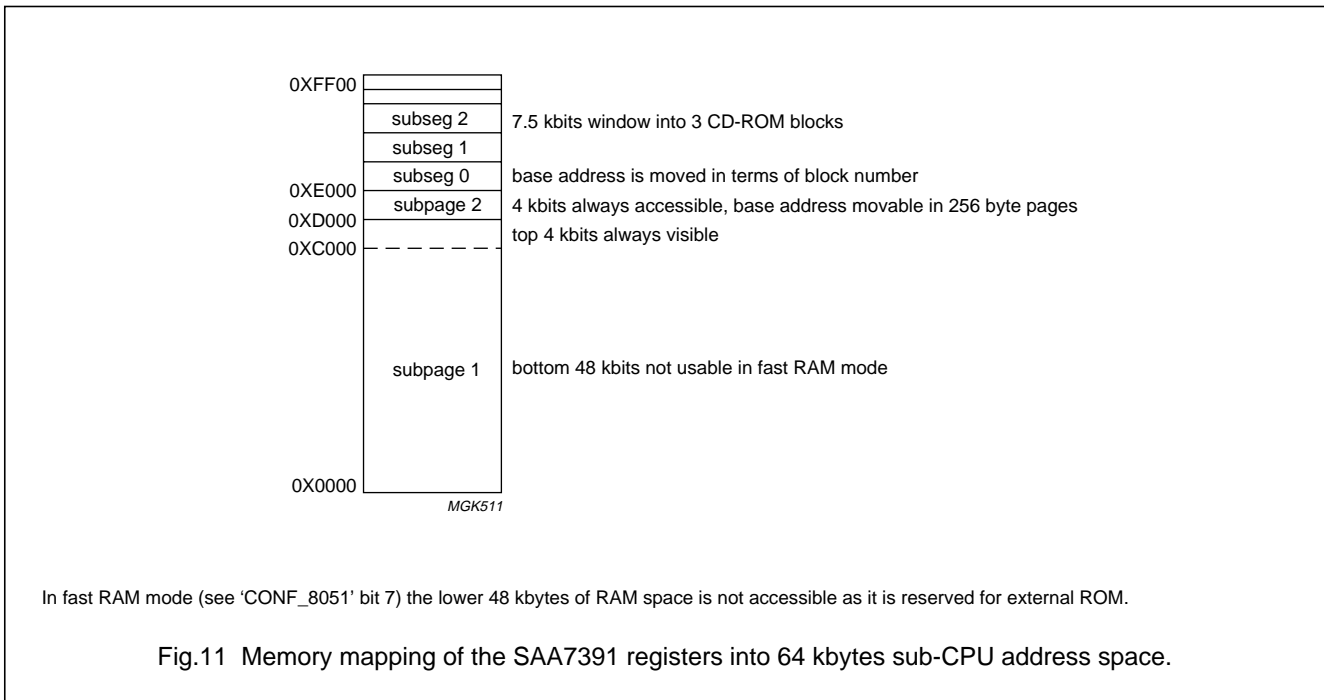 0XFF00
subseg 2 7.5 kbits window into 3 CD-ROM blocks
subseg 1
subseg 0 base address is moved in terms of block number
0XE000
subpage 2 4 kbits always accessible, base address movable in 256 byte pages
0XD000
top 4 kbits always visible
0XC000
subpage 1 bottom 48 kbits not usable in fast RAM mode
0X0000
MGK511
In fast RAM mode (see ‘CONF_8051’ bit 7) the lower 48 kbytes of RAM space is not accessible as it is reserved for external ROM.
Fig.11 Memory mapping of the SAA7391 registers into 64 kbytes sub-CPU address space.